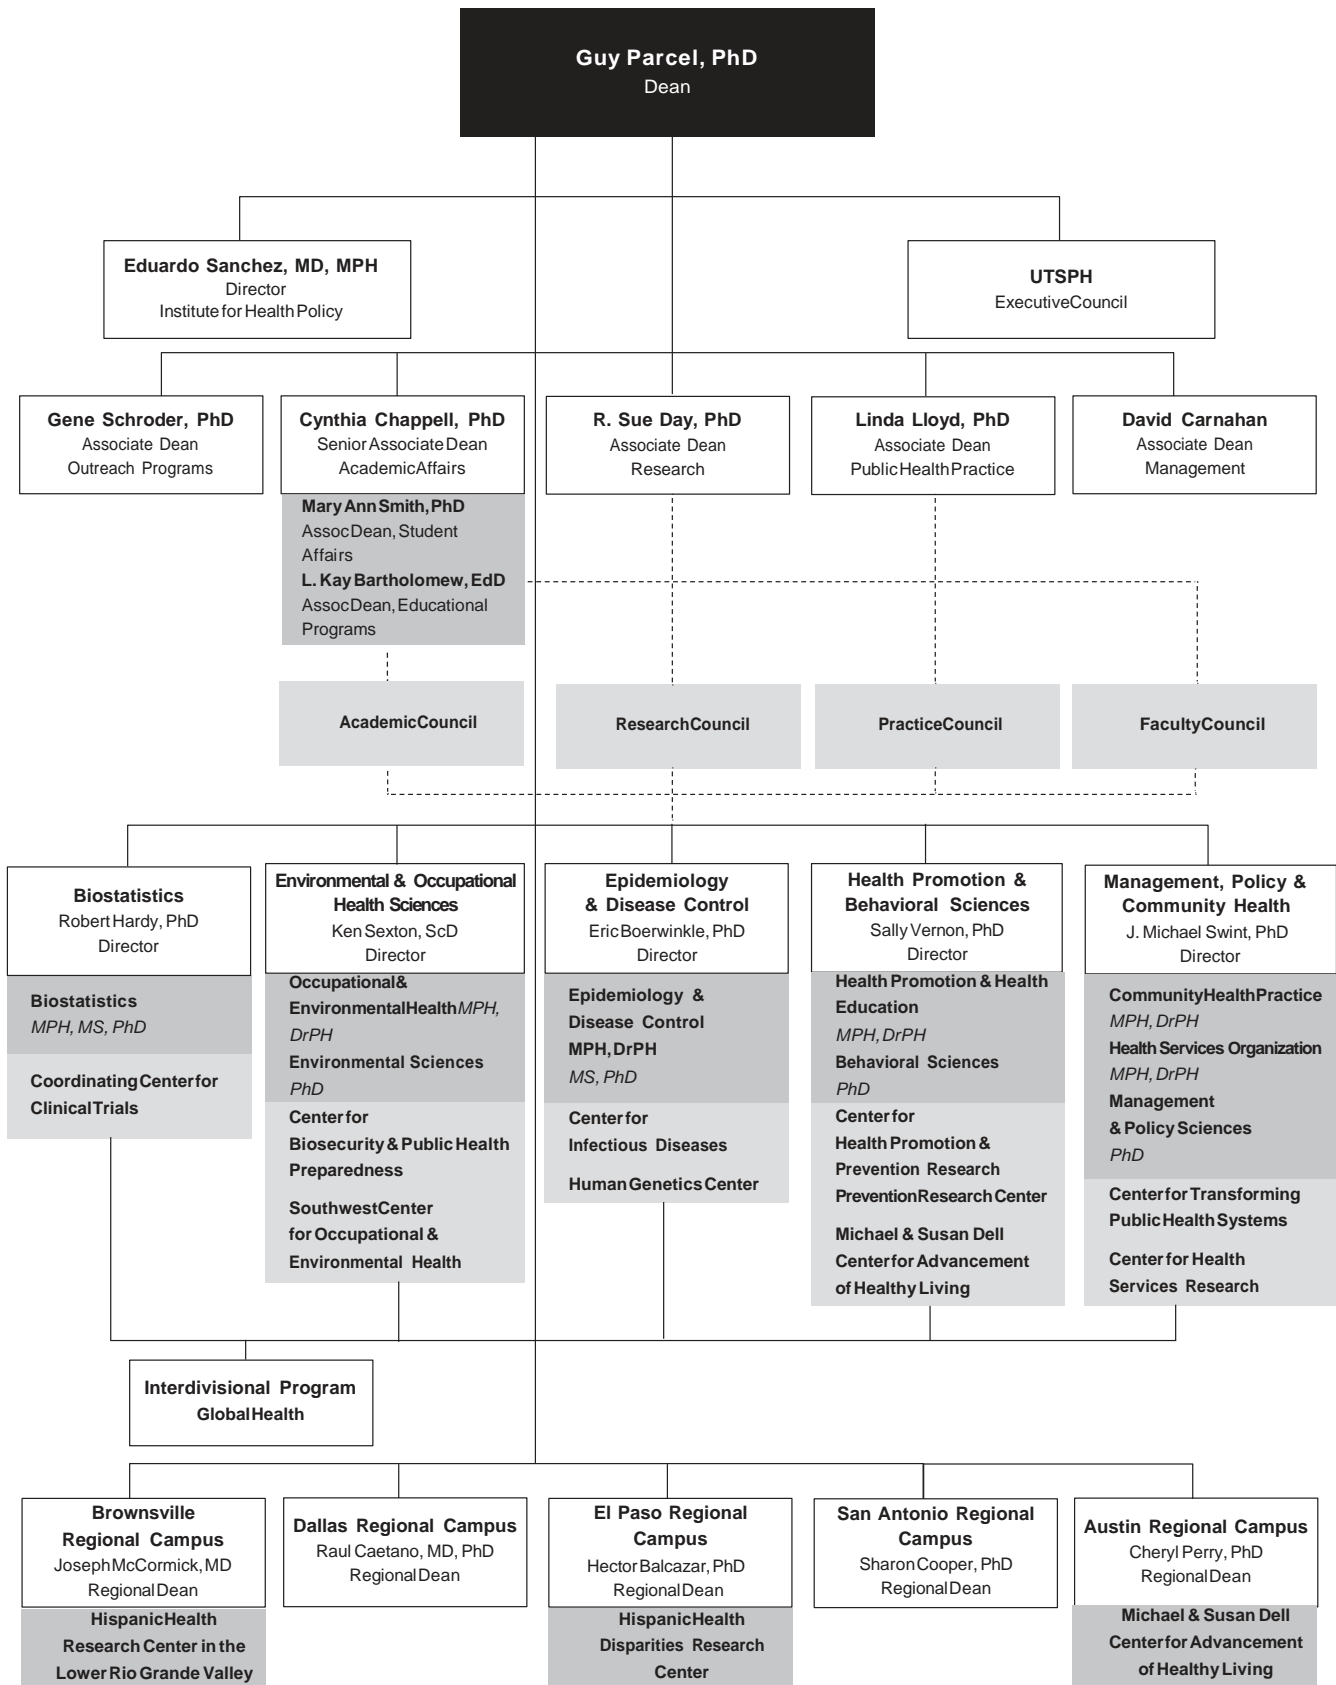 Guy Parcel, PhD
Dean
Eduardo Sanchez, MD, MPH
Director
Institute for Health Policy
UTSPH
ExecutiveCouncil
Gene Schroder, PhD
Associate Dean
Outreach Programs
Cynthia Chappell, PhD
Senior Associate Dean
AcademicAffairs
Mary Ann Smith, PhD
Assoc Dean, Student
Affairs
L. Kay Bartholomew, EdD
Assoc Dean, Educational
Programs
R. Sue Day, PhD
Associate Dean
Research
Linda Lloyd, PhD
Associate Dean
Public Health Practice
David Carnahan
Associate Dean
Management
AcademicCouncil
ResearchCouncil
PracticeCouncil
FacultyCouncil
Biostatistics
Robert Hardy, PhD
Director
Biostatistics
MPH, MS, PhD
Coordinating Center for
Clinical Trials
Environmental & Occupational
Health Sciences
Ken Sexton, ScD
Director
Occupational &
Environmental Health MPH,
DrPH
Environmental Sciences
PhD
Center for
Biosecurity & Public Health
Preparedness
Southwest Center
for Occupational &
Environmental Health
Epidemiology
& Disease Control
Eric Boerwinkle, PhD
Director
Epidemiology &
Disease Control
MPH, DrPH
MS, PhD
Center for
Infectious Diseases
Human Genetics Center
Health Promotion &
Behavioral Sciences
Sally Vernon, PhD
Director
Health Promotion & Health
Education
MPH, DrPH
Behavioral Sciences
PhD
Center for
Health Promotion &
Prevention Research
Prevention Research Center
Michael & Susan Dell
Center for Advancement
of Healthy Living
Management, Policy &
Community Health
J. Michael Swint, PhD
Director
Community Health Practice
MPH, DrPH
Health Services Organization
MPH, DrPH
Management
& Policy Sciences
PhD
Center for Transforming
Public Health Systems
Center for Health
Services Research
Interdivisional Program
Global Health
Brownsville
Regional Campus
Joseph McCormick, MD
Regional Dean
Hispanic Health
Research Center in the
Lower Rio Grande Valley
Dallas Regional Campus
Raul Caetano, MD, PhD
Regional Dean
El Paso Regional
Campus
Hector Balcazar, PhD
Regional Dean
Hispanic Health
Disparities Research
Center
San Antonio Regional
Campus
Sharon Cooper, PhD
Regional Dean
Austin Regional Campus
Cheryl Perry, PhD
Regional Dean
Michael & Susan Dell
Center for Advancement
of Healthy Living